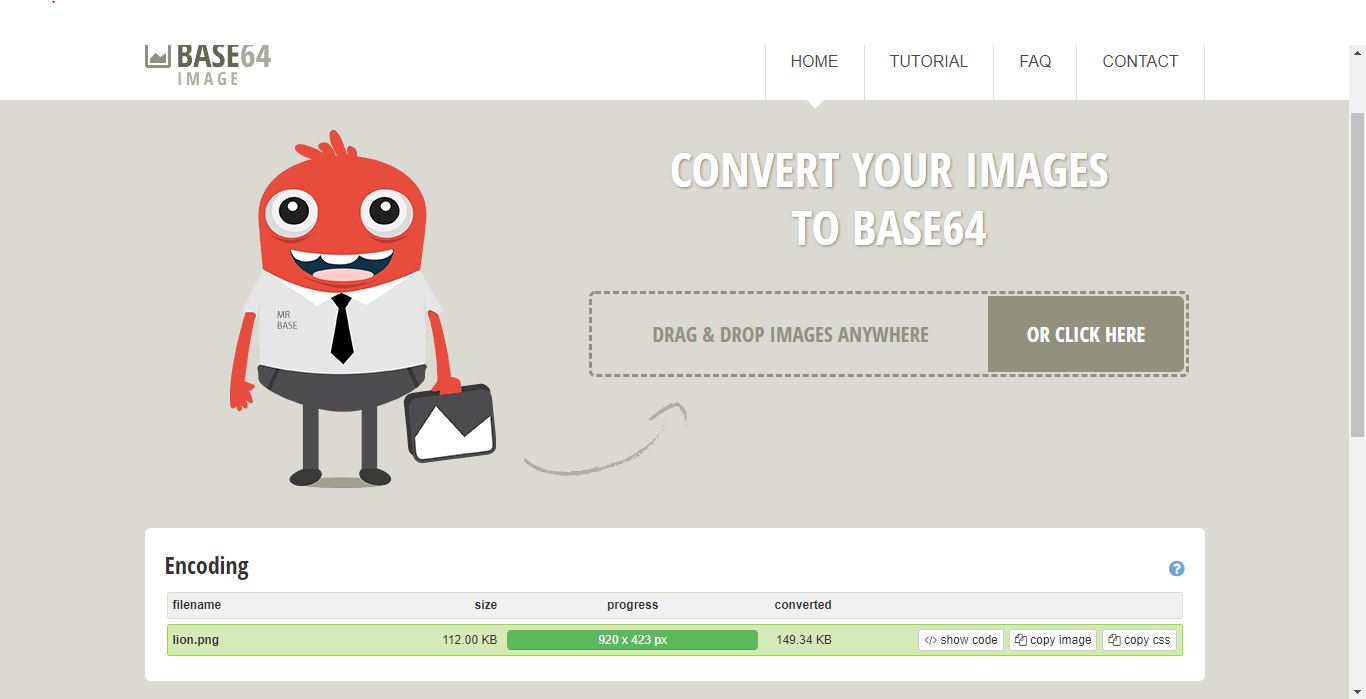 BASE64
IMAGE
HOME
TUTORIAL
FAQ
CONTACT
CONVERT YOUR IMAGES
TO BASE64
MR
BASE
DRAG & DROP IMAGES ANYWHERE
OR CLICK HERE
Encoding
?
filename size progress converted
lion.png 112.00 KB 920 x 423 px 149.34 KB </> show code copy image copy css